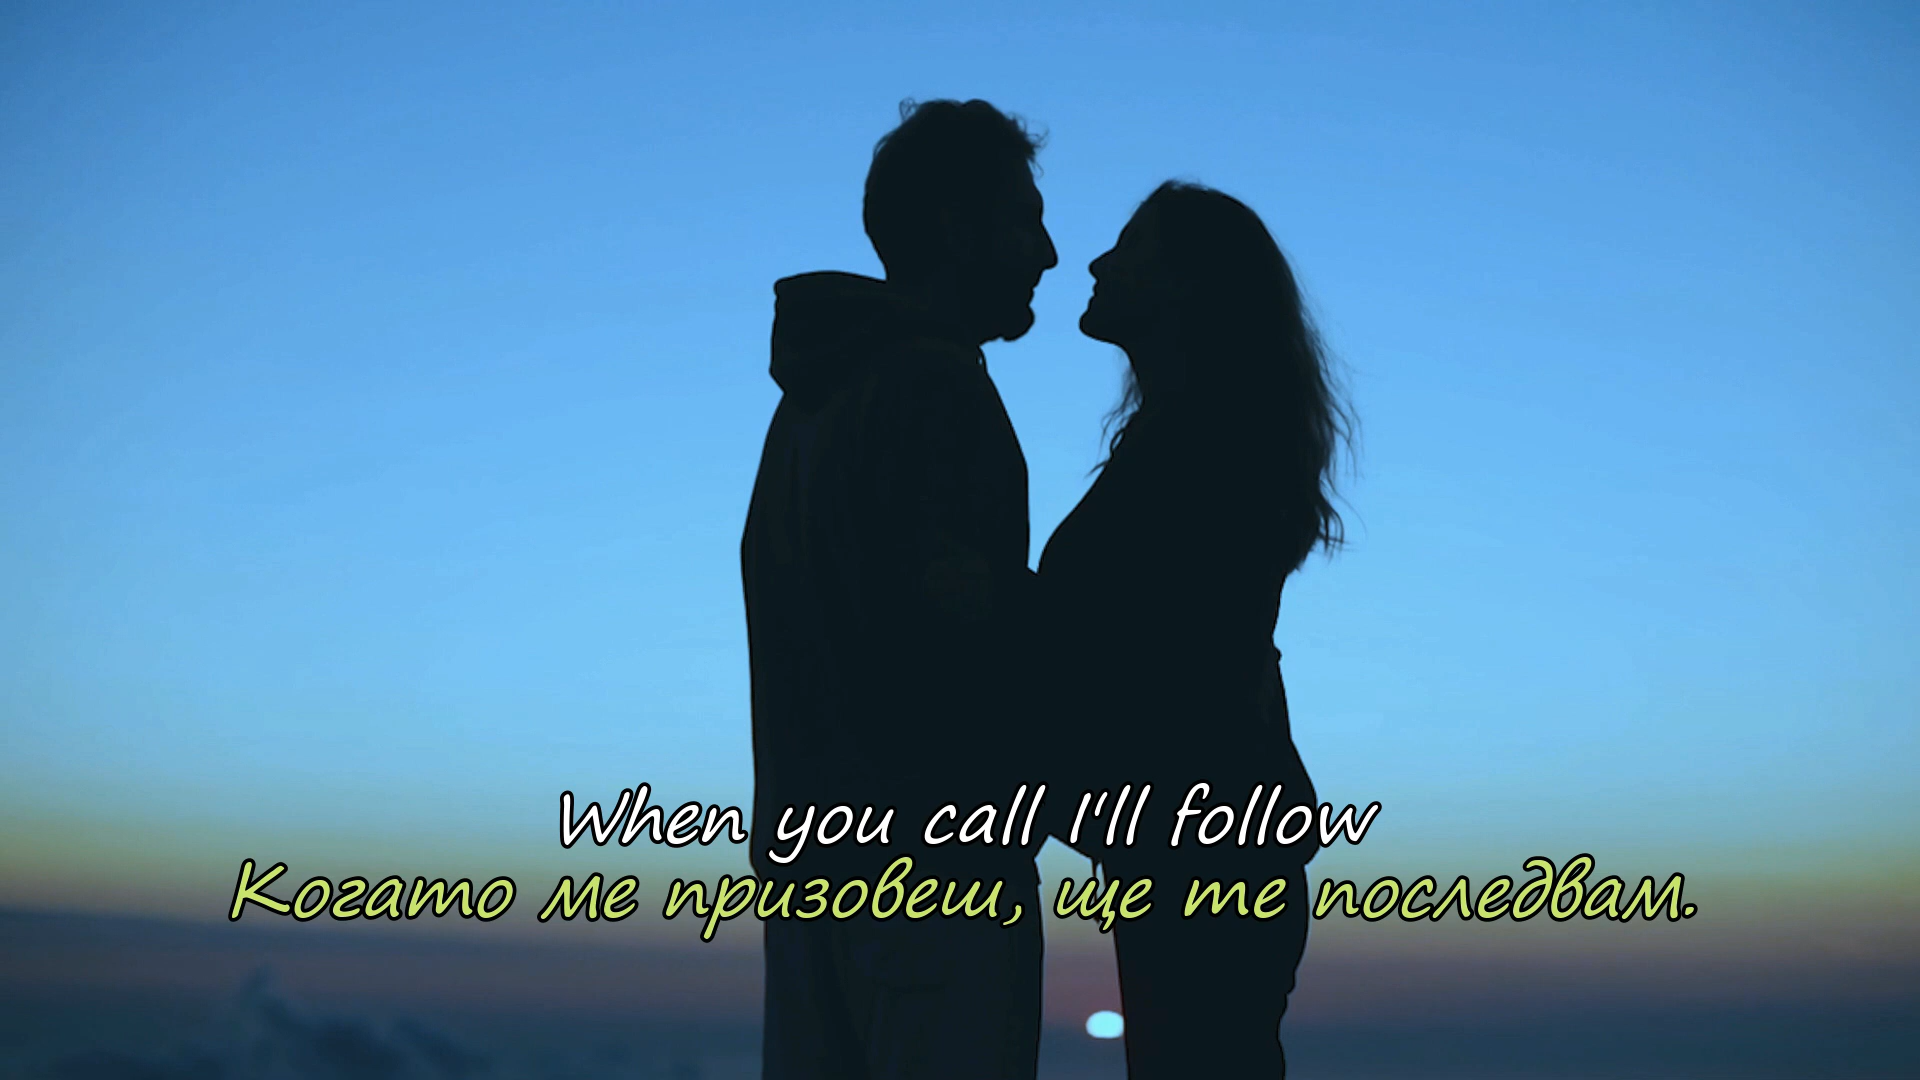 When you call I'll follow
Когато ме призовеш, ще те последвам.